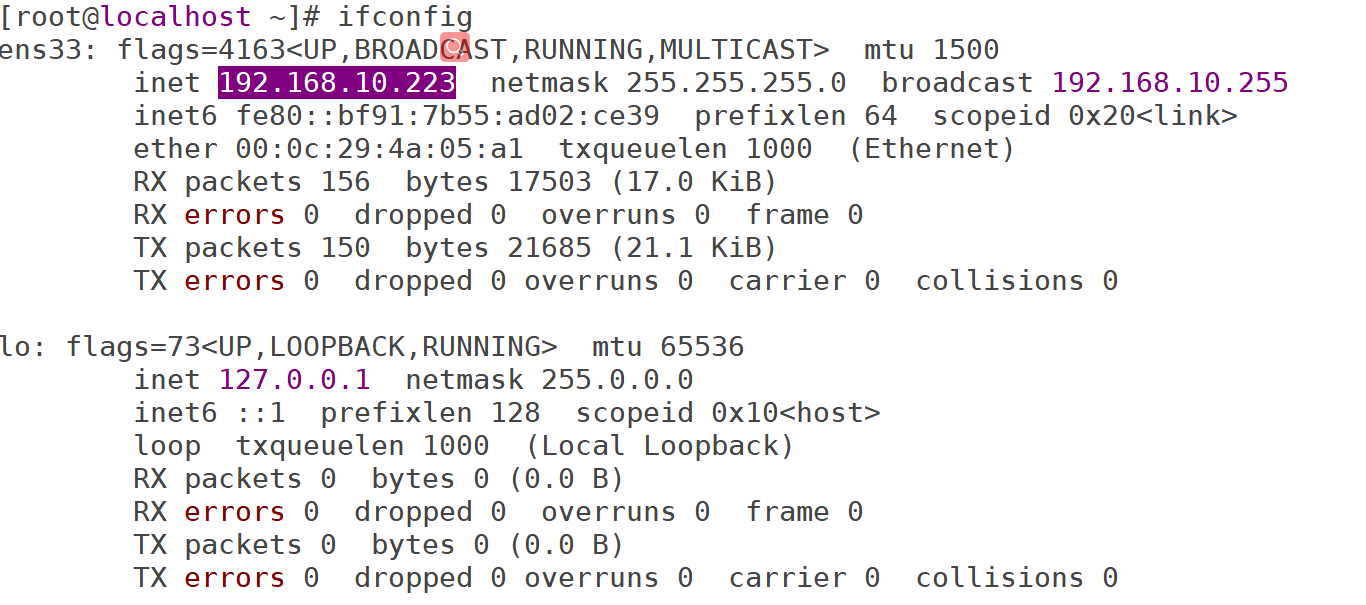 [root@localhost ~]# ifconfig
ens33: flags=4163<UP,BROADCAST,RUNNING,MULTICAST>  mtu 1500
        inet 192.168.10.223  netmask 255.255.255.0  broadcast 192.168.10.255
        inet6 fe80::bf91:7b55:ad02:ce39  prefixlen 64  scopeid 0x20<link>
        ether 00:0c:29:4a:05:a1  txqueuelen 1000  (Ethernet)
        RX packets 156  bytes 17503 (17.0 KiB)
        RX errors 0  dropped 0  overruns 0  frame 0
        TX packets 150  bytes 21685 (21.1 KiB)
        TX errors 0  dropped 0 overruns 0  carrier 0  collisions 0

lo: flags=73<UP,LOOPBACK,RUNNING>  mtu 65536
        inet 127.0.0.1  netmask 255.0.0.0
        inet6 ::1  prefixlen 128  scopeid 0x10<host>
        loop  txqueuelen 1000  (Local Loopback)
        RX packets 0  bytes 0 (0.0 B)
        RX errors 0  dropped 0  overruns 0  frame 0
        TX packets 0  bytes 0 (0.0 B)
        TX errors 0  dropped 0 overruns 0  carrier 0  collisions 0